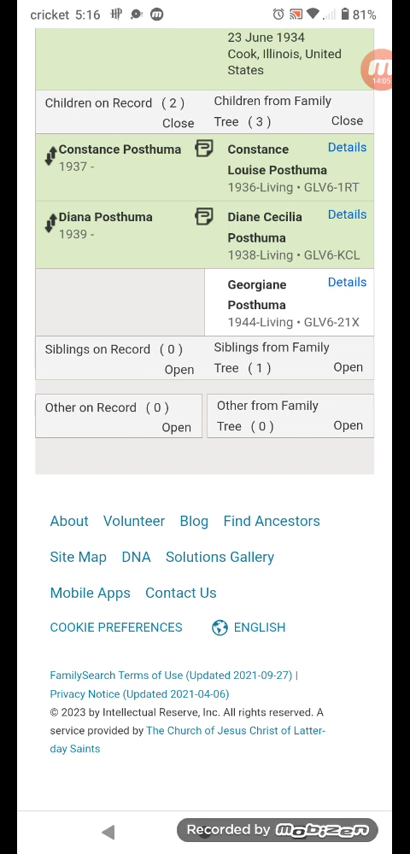 cricket 5:16
81%
23 June 1934
Cook, Illinois, United
States
14:05
Children on Record ( 2 )
Close
Children from Family
Tree ( 3 )
Close
Constance Posthuma
1937 -
Constance
Louise Posthuma
1936-Living • GLV6-1RT
Details
Diana Posthuma
1939 -
Diane Cecilia
Posthuma
1938-Living • GLV6-KCL
Details
Georgiane
Posthuma
1944-Living • GLV6-21X
Details
Siblings on Record ( 0 )
Open
Siblings from Family
Tree ( 1 )
Open
Other on Record ( 0 )
Open
Other from Family
Tree ( 0 )
Open
About Volunteer Blog Find Ancestors
Site Map DNA Solutions Gallery
Mobile Apps Contact Us
COOKIE PREFERENCES ENGLISH
FamilySearch Terms of Use (Updated 2021-09-27) |
Privacy Notice (Updated 2021-04-06)
© 2023 by Intellectual Reserve, Inc. All rights reserved. A
service provided by The Church of Jesus Christ of Latter-
day Saints
Recorded by mobizen